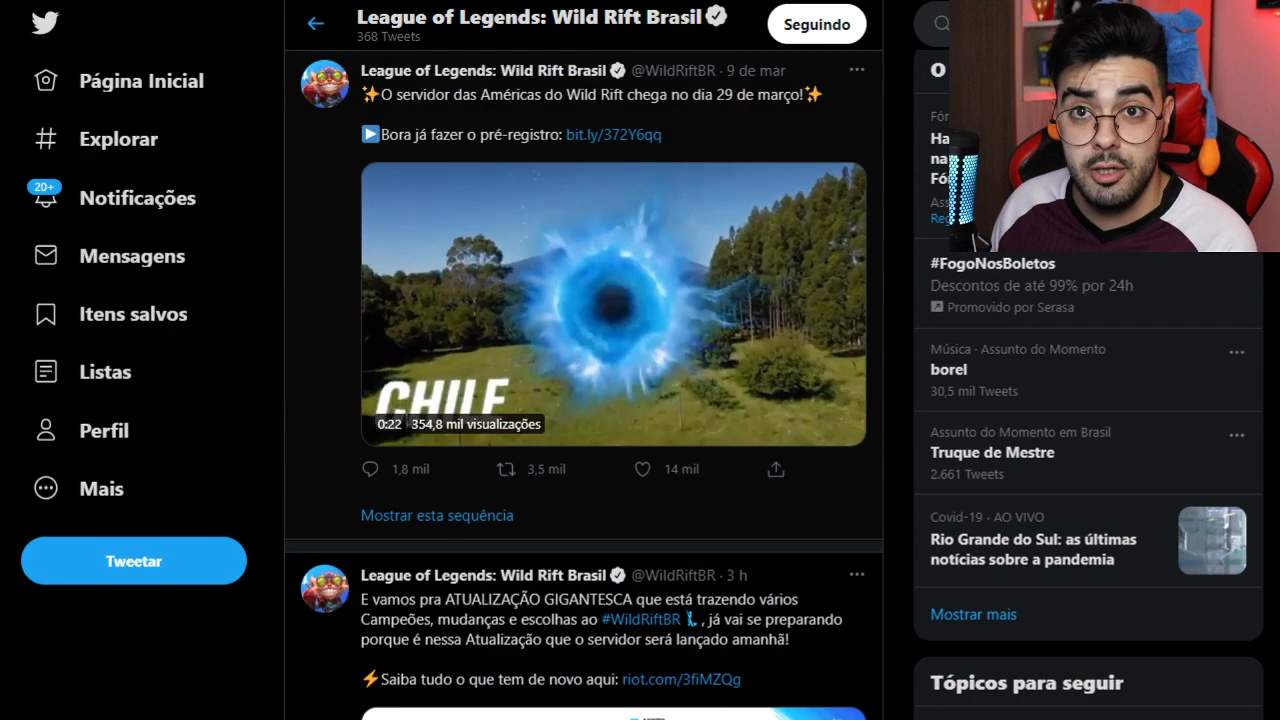 Página Inicial
Explorar
20+
Notificações
Mensagens
Itens salvos
Listas
Perfil
Mais
Tweetar
League of Legends: Wild Rift Brasil
368 Tweets
Seguindo
League of Legends: Wild Rift Brasil @WildRiftBR · 9 de mar
✨O servidor das Américas do Wild Rift chega no dia 29 de março!✨
▶Bora já fazer o pré-registro: bit.ly/372Y6qq
CHILE
0:22 354,8 mil visualizações
1,8 mil
3,5 mil
14 mil
Mostrar esta sequência
League of Legends: Wild Rift Brasil @WildRiftBR · 3 h
E vamos pra ATUALIZAÇÃO GIGANTESCA que está trazendo vários
Campeões, mudanças e escolhas ao #WildRiftBR, já vai se preparando
porque é nessa Atualização que o servidor será lançado amanhã!
⚡Saiba tudo o que tem de novo aqui: riot.com/3fiMZQg
O
#FogoNosBoletos
Descontos de até 99% por 24h
Promovido por Serasa
Música · Assunto do Momento
borel
30,5 mil Tweets
Assunto do Momento em Brasil
Truque de Mestre
2.661 Tweets
Covid-19 · AO VIVO
Rio Grande do Sul: as últimas
notícias sobre a pandemia
Mostrar mais
Tópicos para seguir